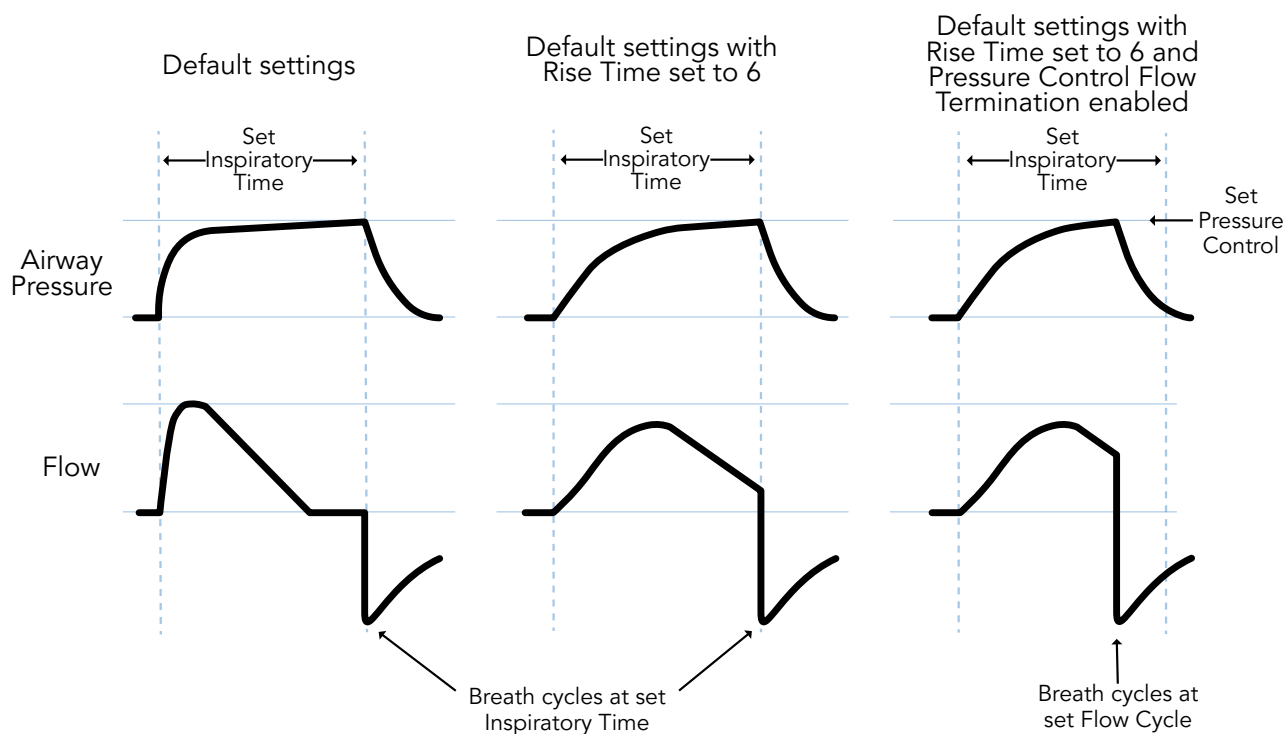 Default settings
Default settings with
Rise Time set to 6
Default settings with
Rise Time set to 6 and
Pressure Control Flow
Termination enabled
Set
Inspiratory
Time
Set
Inspiratory
Time
Set
Inspiratory
Time
Set
Pressure
Control
Airway
Pressure
Flow
Breath cycles at set
Inspiratory Time
Breath cycles at
set Flow Cycle